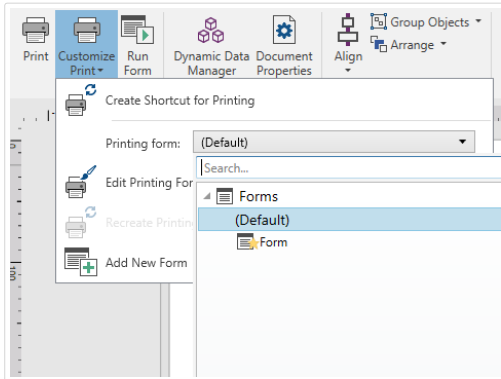 Print
Customize
Print
Run
Form
Dynamic Data
Manager
Document
Properties
Align
Group Objects
Arrange
Create Shortcut for Printing
Printing form:
(Default)
Search...
Edit Printing For
Forms
(Default)
Recreate Printing
Form
Add New Form